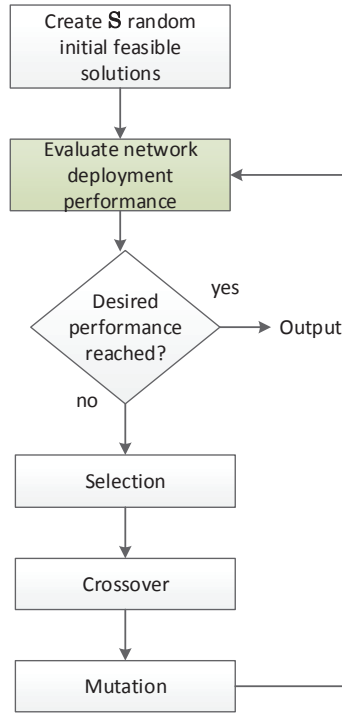 Create S random
initial feasible
solutions
Evaluate network
deployment
performance
Desired
performance
reached?
yes
Output
no
Selection
Crossover
Mutation